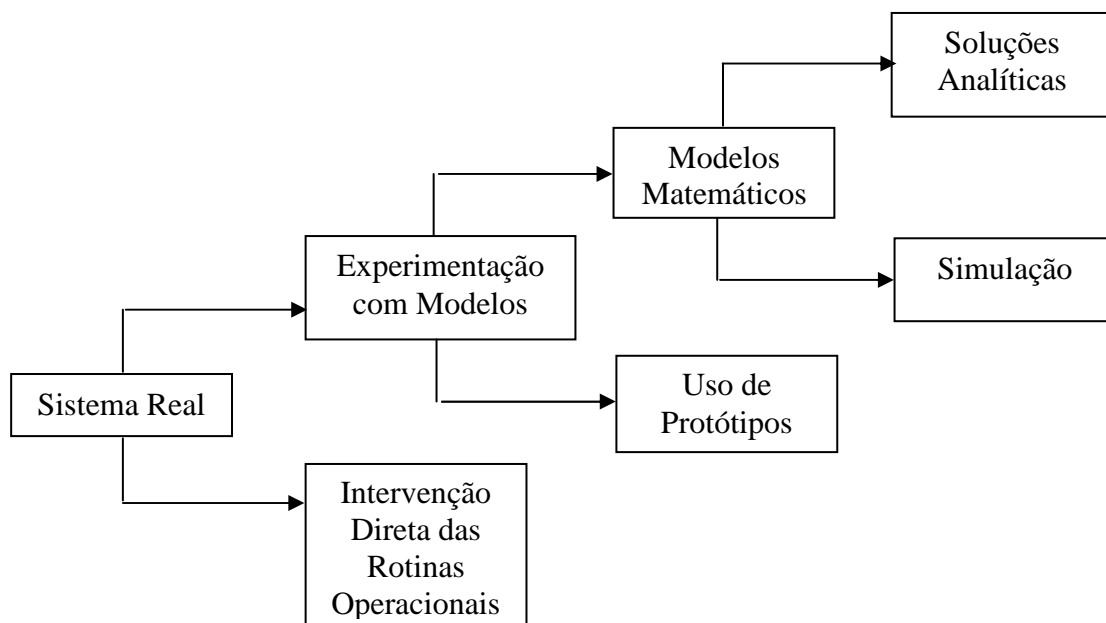 Soluções
Analíticas
Modelos
Matemáticos
Experimentação
com Modelos
Simulação
Sistema Real
Uso de
Protótipos
Intervenção
Direta das
Rotinas
Operacionais